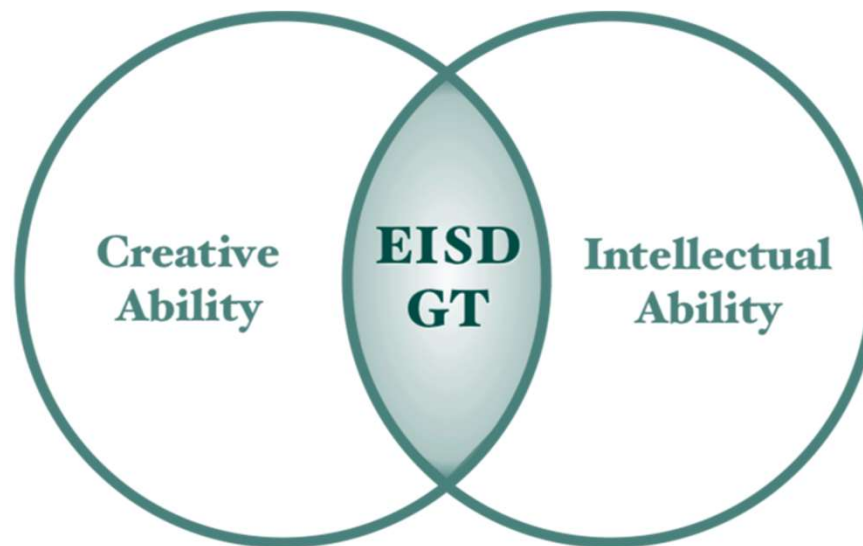 Creative
Ability
EISD
GT
Intellectual
Ability